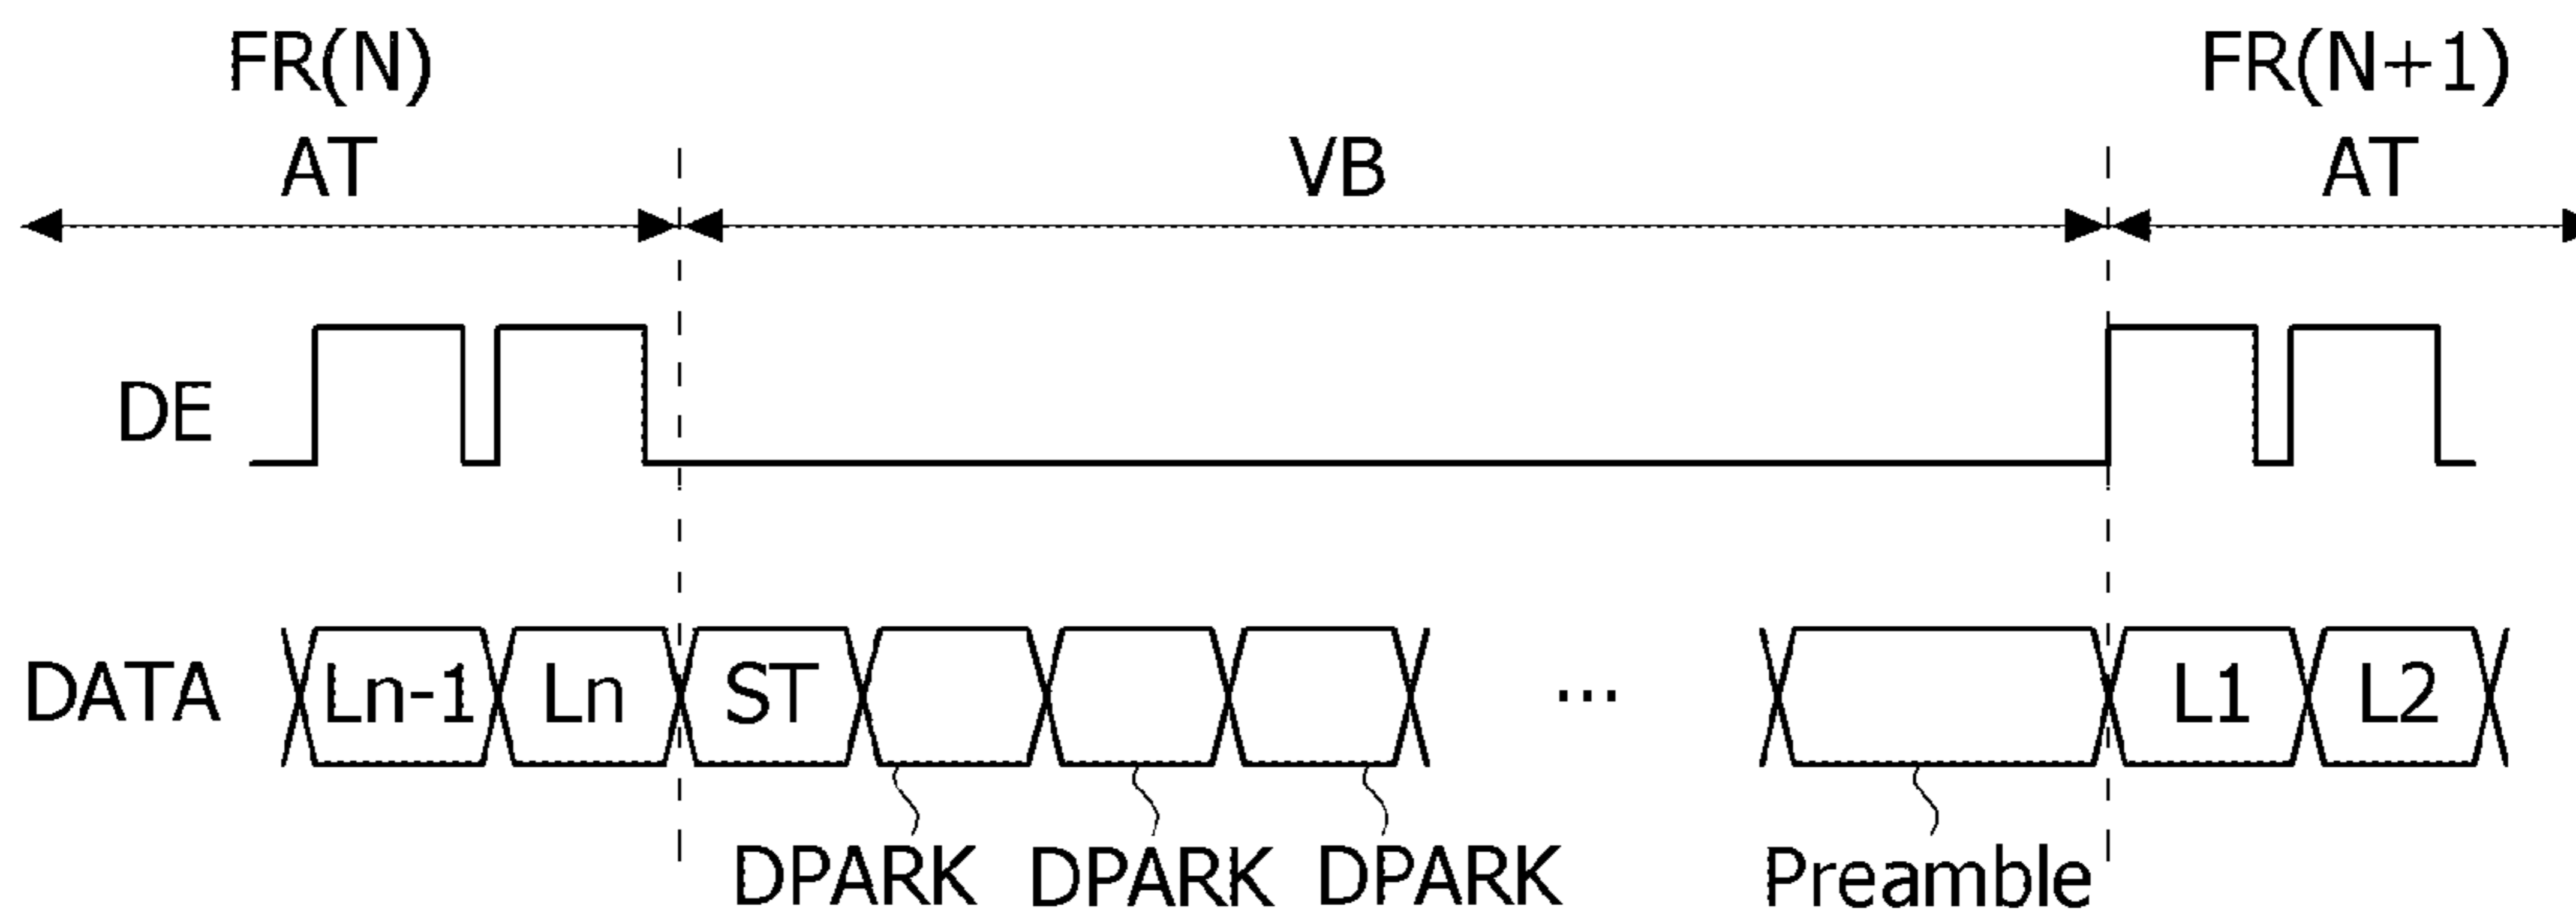 FR(N) FR(N+1)
AT VB AT
DE
DATA Ln-1 Ln ST ... L1 L2
DPARK DPARK DPARK Preamble